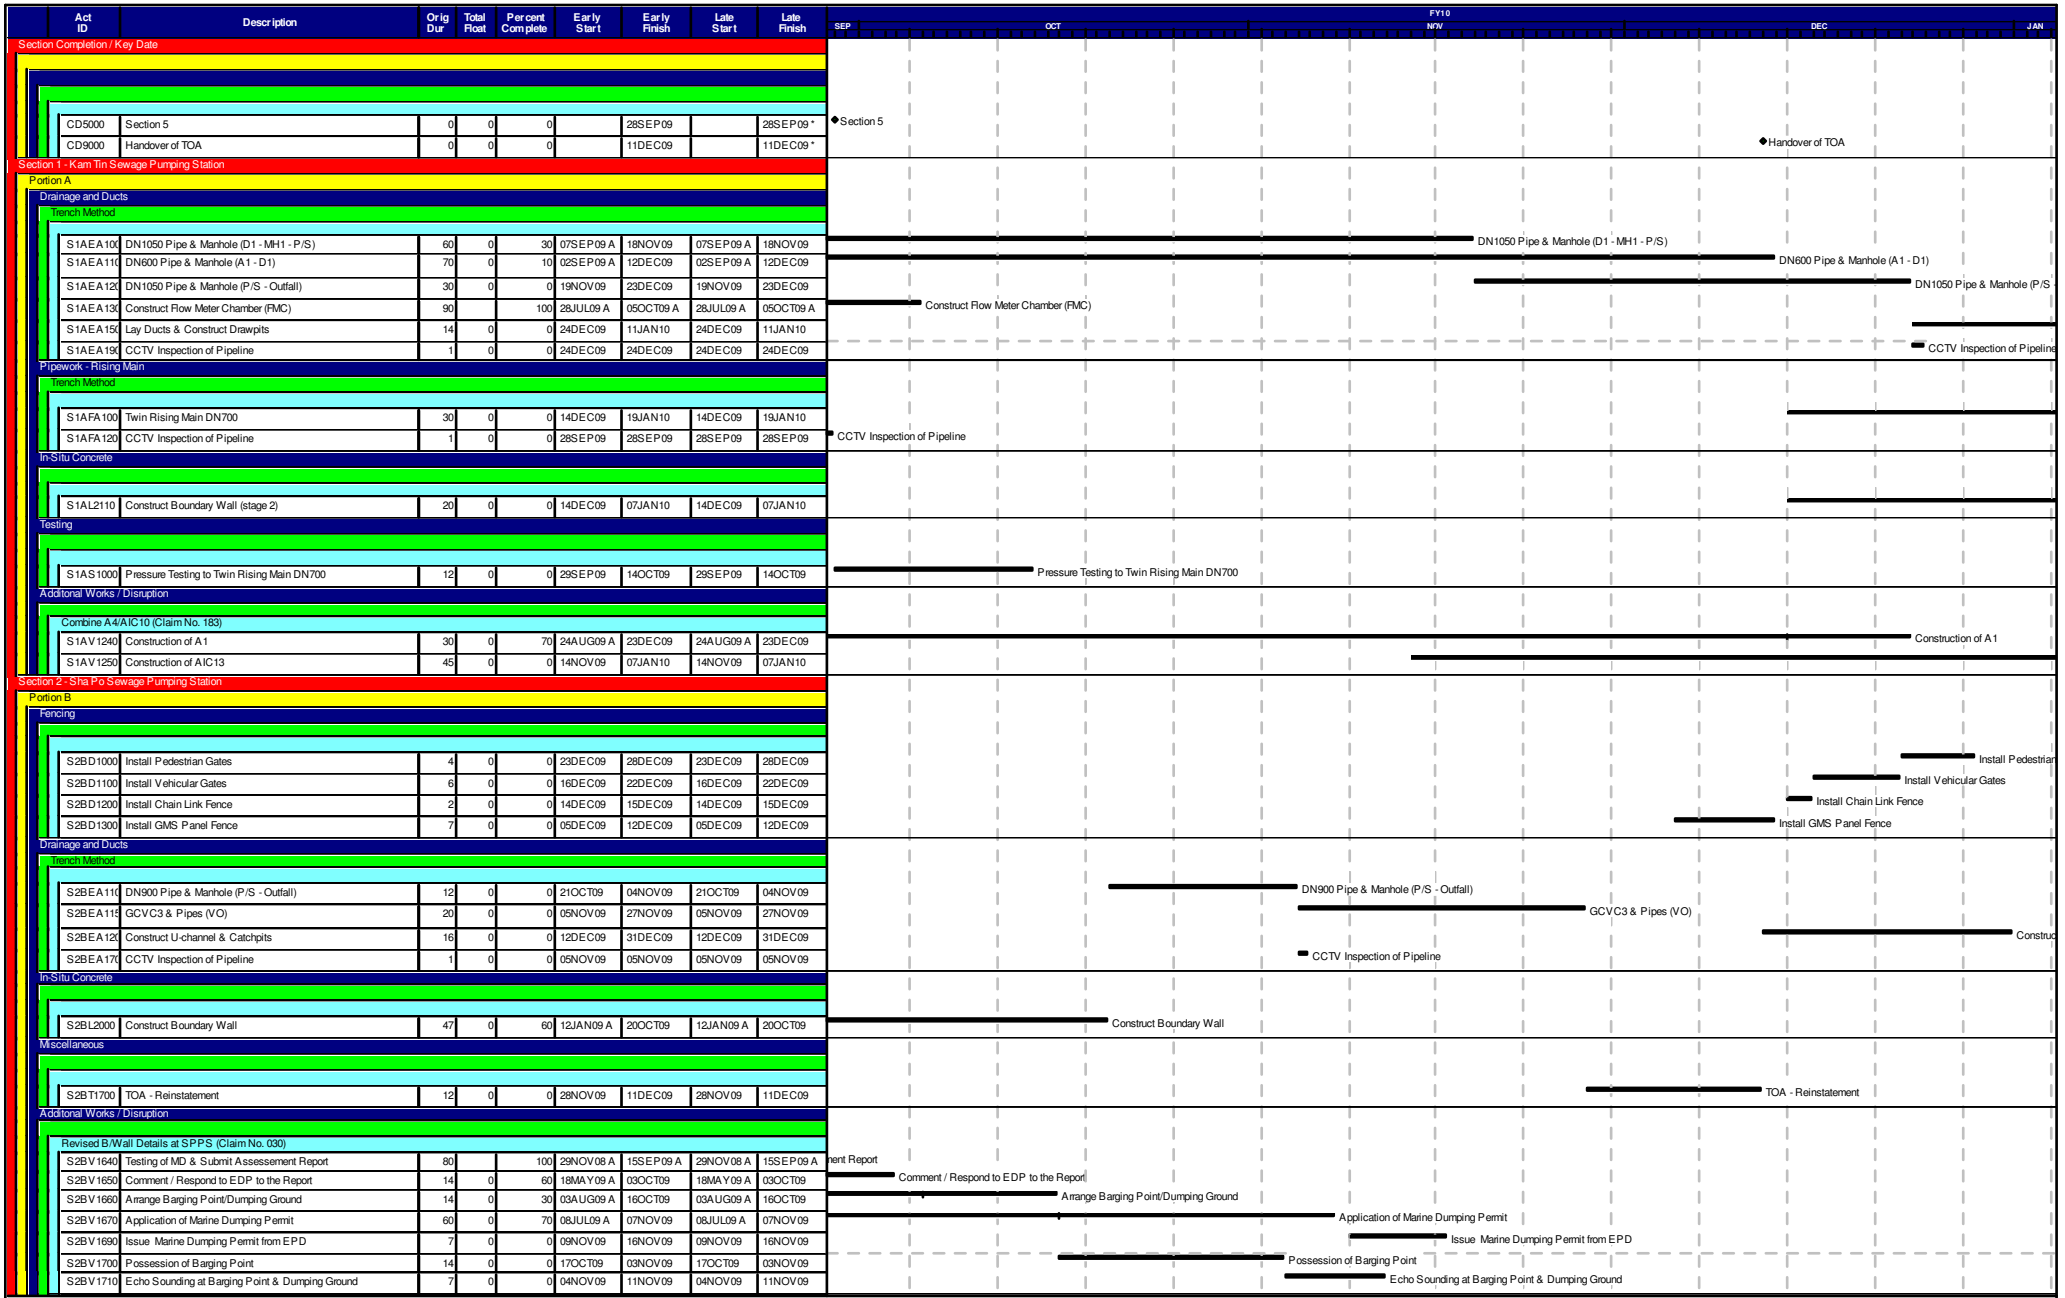 Act ID Description Orig Dur Total Float Percent Complete Early Start Early Finish Late Start Late Finish
FY10
SEP OCT NOV DEC JAN
Section Completion / Key Date
CD5000 Section 5 0 0 0 28SEP09 28SEP09 * Section 5
CD9000 Handover of TOA 0 0 0 11DEC09 11DEC09 * Handover of TOA
Section 1 - Kam Tin Sewage Pumping Station
Portion A
Drainage and Ducts
Trench Method
S1AEA100 DN1050 Pipe & Manhole (D1 - MH1 - P/S) 60 0 30 07SEP09 A 18NOV09 07SEP09 A 18NOV09 DN1050 Pipe & Manhole (D1 - MH1 - P/S)
S1AEA110 DN600 Pipe & Manhole (A1 - D1) 70 0 10 02SEP09 A 12DEC09 02SEP09 A 12DEC09 DN600 Pipe & Manhole (A1 - D1)
S1AEA120 DN1050 Pipe & Manhole (P/S - Outfall) 30 0 0 19NOV09 23DEC09 19NOV09 23DEC09 DN1050 Pipe & Manhole (P/S -
S1AEA130 Construct Flow Meter Chamber (FMC) 90 100 28JUL09 A 05OCT09 A 28JUL09 A 05OCT09 A Construct Flow Meter Chamber (FMC)
S1AEA150 Lay Ducts & Construct Drawpits 14 0 0 24DEC09 11JAN10 24DEC09 11JAN10
S1AEA190 CCTV Inspection of Pipeline 1 0 0 24DEC09 24DEC09 24DEC09 24DEC09 CCTV Inspection of Pipeline
Pipework - Rising Main
Trench Method
S1AFA100 Twin Rising Main DN700 30 0 0 14DEC09 19JAN10 14DEC09 19JAN10
S1AFA120 CCTV Inspection of Pipeline 1 0 0 28SEP09 28SEP09 28SEP09 28SEP09 CCTV Inspection of Pipeline
In-Situ Concrete
S1AL2110 Construct Boundary Wall (stage 2) 20 0 0 14DEC09 07JAN10 14DEC09 07JAN10
Testing
S1AS1000 Pressure Testing to Twin Rising Main DN700 12 0 0 29SEP09 14OCT09 29SEP09 14OCT09 Pressure Testing to Twin Rising Main DN700
Additonal Works / Disruption
Combine A4/AIC10 (Claim No. 183)
S1AV1240 Construction of A1 30 0 70 24AUG09 A 23DEC09 24AUG09 A 23DEC09 Construction of A1
S1AV1250 Construction of AIC13 45 0 0 14NOV09 07JAN10 14NOV09 07JAN10
Section 2 - Sha Po Sewage Pumping Station
Portion B
Fencing
S2BD1000 Install Pedestrian Gates 4 0 0 23DEC09 28DEC09 23DEC09 28DEC09 Install Pedestrian
S2BD1100 Install Vehicular Gates 6 0 0 16DEC09 22DEC09 16DEC09 22DEC09 Install Vehicular Gates
S2BD1200 Install Chain Link Fence 2 0 0 14DEC09 15DEC09 14DEC09 15DEC09 Install Chain Link Fence
S2BD1300 Install GMS Panel Fence 7 0 0 05DEC09 12DEC09 05DEC09 12DEC09 Install GMS Panel Fence
Drainage and Ducts
Trench Method
S2BEA110 DN900 Pipe & Manhole (P/S - Outfall) 12 0 0 21OCT09 04NOV09 21OCT09 04NOV09 DN900 Pipe & Manhole (P/S - Outfall)
S2BEA115 GCVC3 & Pipes (VO) 20 0 0 05NOV09 27NOV09 05NOV09 27NOV09 GCVC3 & Pipes (VO)
S2BEA120 Construct U-channel & Catchpits 16 0 0 12DEC09 31DEC09 12DEC09 31DEC09 Construc
S2BEA170 CCTV Inspection of Pipeline 1 0 0 05NOV09 05NOV09 05NOV09 05NOV09 CCTV Inspection of Pipeline
In-Situ Concrete
S2BL2000 Construct Boundary Wall 47 0 60 12JAN09 A 20OCT09 12JAN09 A 20OCT09 Construct Boundary Wall
Miscellaneous
S2BT1700 TOA - Reinstatement 12 0 0 28NOV09 11DEC09 28NOV09 11DEC09 TOA - Reinstatement
Additonal Works / Disruption
Revised B/Wall Details at SPPS (Claim No. 030)
S2BV1640 Testing of MD & Submit Assessement Report 80 100 29NOV08 A 15SEP09 A 29NOV08 A 15SEP09 A ment Report
S2BV1650 Comment / Respond to EDP to the Report 14 0 60 18MAY09 A 03OCT09 18MAY09 A 03OCT09 Comment / Respond to EDP to the Report
S2BV1660 Arrange Barging Point/Dumping Ground 14 0 30 03AUG09 A 16OCT09 03AUG09 A 16OCT09 Arrange Barging Point/Dumping Ground
S2BV1670 Application of Marine Dumping Permit 60 0 70 08JUL09 A 07NOV09 08JUL09 A 07NOV09 Application of Marine Dumping Permit
S2BV1690 Issue Marine Dumping Permit from EPD 7 0 0 09NOV09 16NOV09 09NOV09 16NOV09 Issue Marine Dumping Permit from EPD
S2BV1700 Possession of Barging Point 14 0 0 17OCT09 03NOV09 17OCT09 03NOV09 Possession of Barging Point
S2BV1710 Echo Sounding at Barging Point & Dumping Ground 7 0 0 04NOV09 11NOV09 04NOV09 11NOV09 Echo Sounding at Barging Point & Dumping Ground